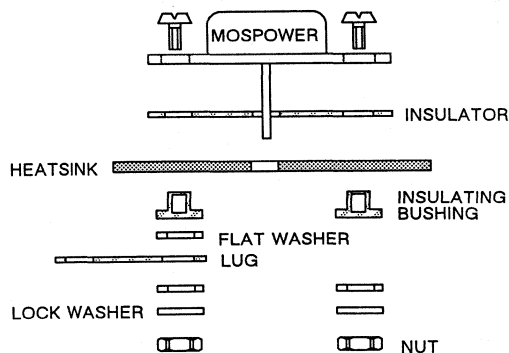 MOSPOWER
INSULATOR
HEATSINK
INSULATING
BUSHING
FLAT WASHER
LUG
LOCK WASHER
NUT